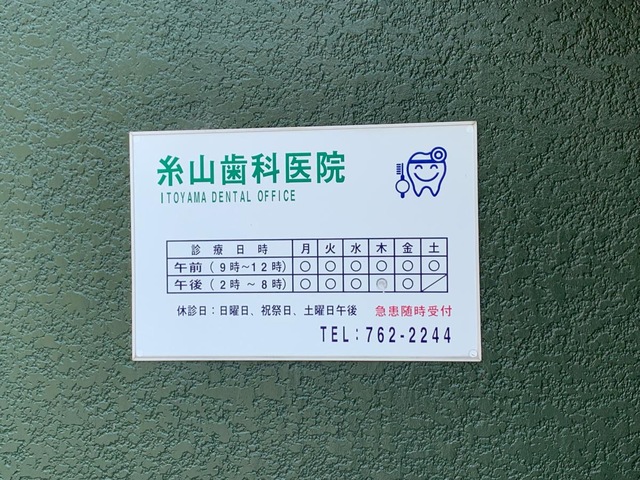 糸山歯科医院
ITOYAMA DENTAL OFFICE
診療日時 月 火 水 木 金 土
午前 (9時~12時) ○ ○ ○ ○ ○ ○
午後 (2時~8時) ○ ○ ○ ○ ／
休診日:日曜日、祝祭日、土曜日午後 急患随時受付
TEL:762-2244